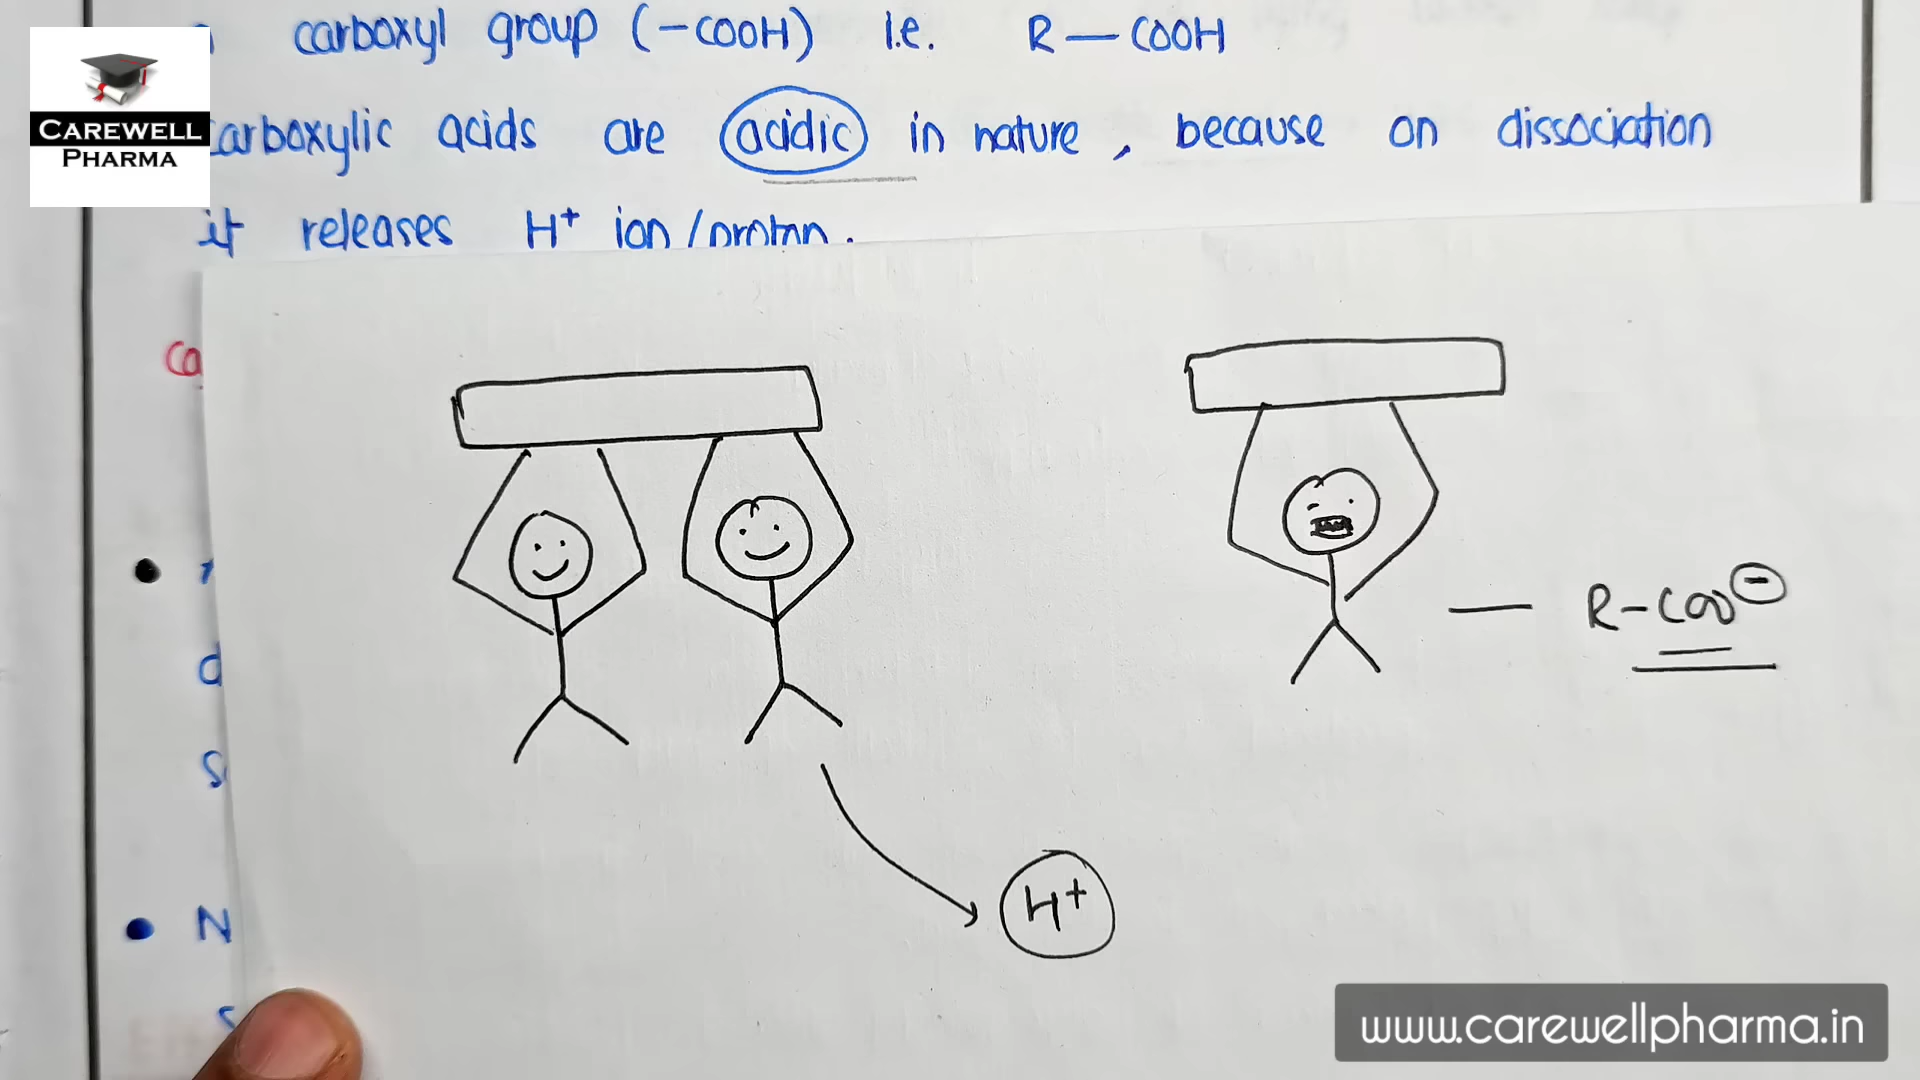 carboxyl group (-COOH) i.e. R — COOH
CAREWELL
PHARMA
carboxylic acids are acidic in nature, because on dissociation
it releases H+ ion/proton.
R-COO⊖
H+
N
www.carewellpharma.in